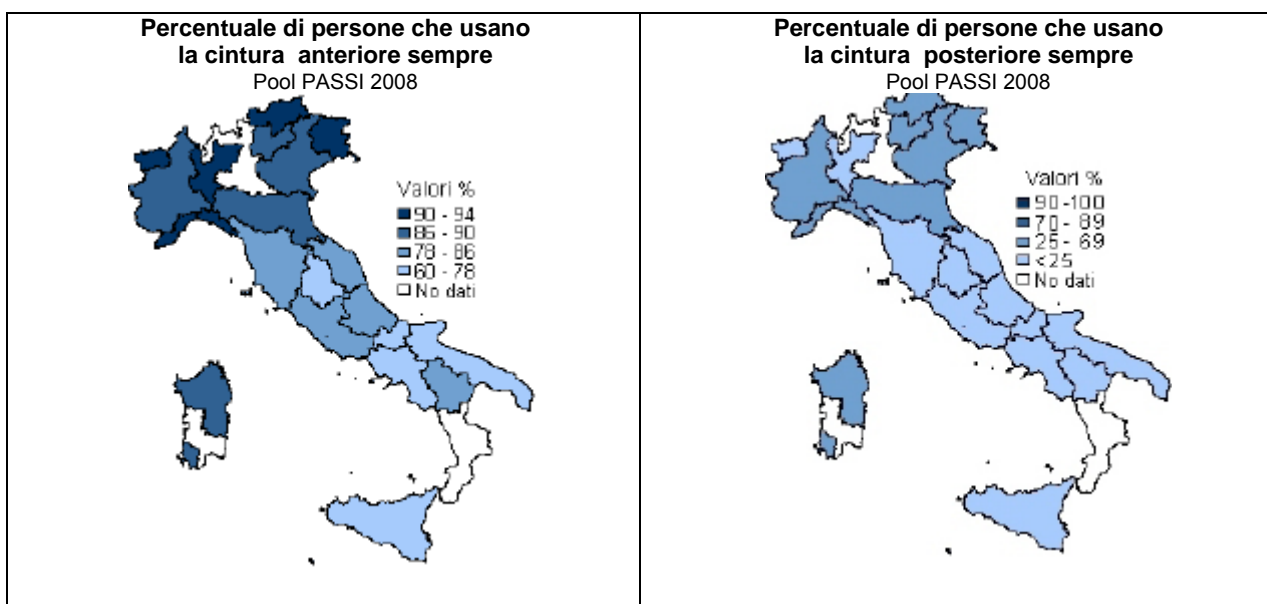 Percentuale di persone che usano
la cintura anteriore sempre
Pool PASSI 2008
Valori %
90 - 94
86 - 90
78 - 86
60 - 78
No dati
Percentuale di persone che usano
la cintura posteriore sempre
Pool PASSI 2008
Valori %
90 -100
70 - 89
25 - 69
<25
No dati